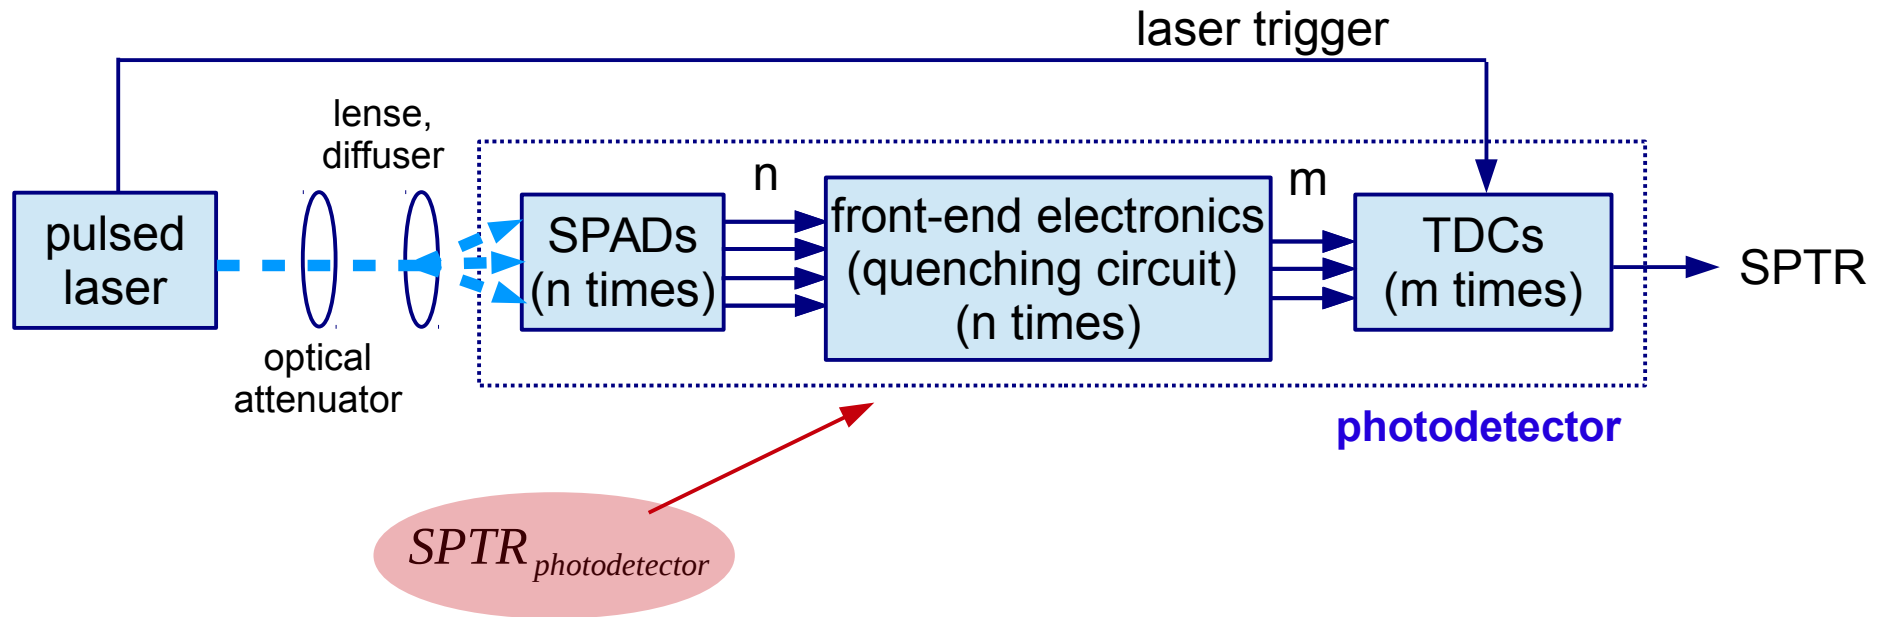 laser trigger
lense,
diffuser
pulsed
laser
optical
attenuator
SPADs
(n times)
n
front-end electronics
(quenching circuit)
(n times)
m
TDCs
(m times)
SPTR
photodetector
SPTR photodetector